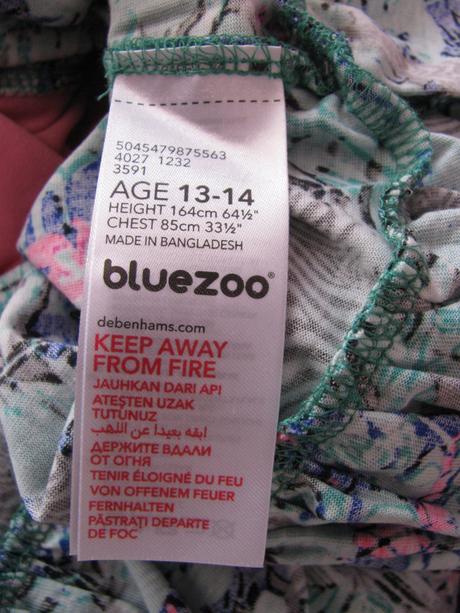 5045479875563
4027 1232
3591
AGE 13-14
HEIGHT 164cm 64½"
CHEST 85cm 33½"
MADE IN BANGLADESH
bluezoo®
debenhams.com
KEEP AWAY
FROM FIRE
JAUHKAN DARI API
ATEŞTEN UZAK
TUTUNUZ
ابقه بعيدا عن اللهب
ДЕРЖИТЕ ВДАЛИ
ОТ ОГНЯ
TENIR ÉLOIGNÉ DU FEU
VON OFFENEM FEUER
FERNHALTEN
PĂSTRAȚI DEPARTE
DE FOC